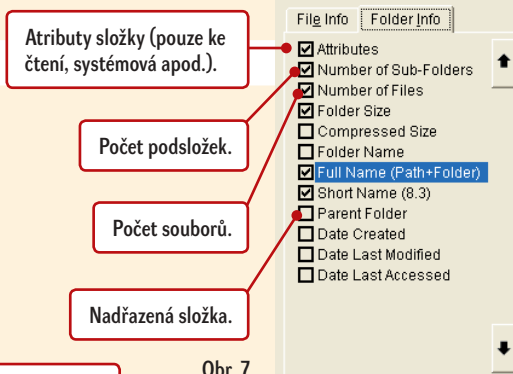 File Info
Folder Info
Atributy složky (pouze ke
čtení, systémová apod.).
Attributes
Number of Sub-Folders
Number of Files
Folder Size
Compressed Size
Folder Name
Full Name (Path+Folder)
Short Name (8.3)
Parent Folder
Date Created
Date Last Modified
Date Last Accessed
Počet podsložek.
Počet souborů.
Nadřazená složka.
Obr. 7